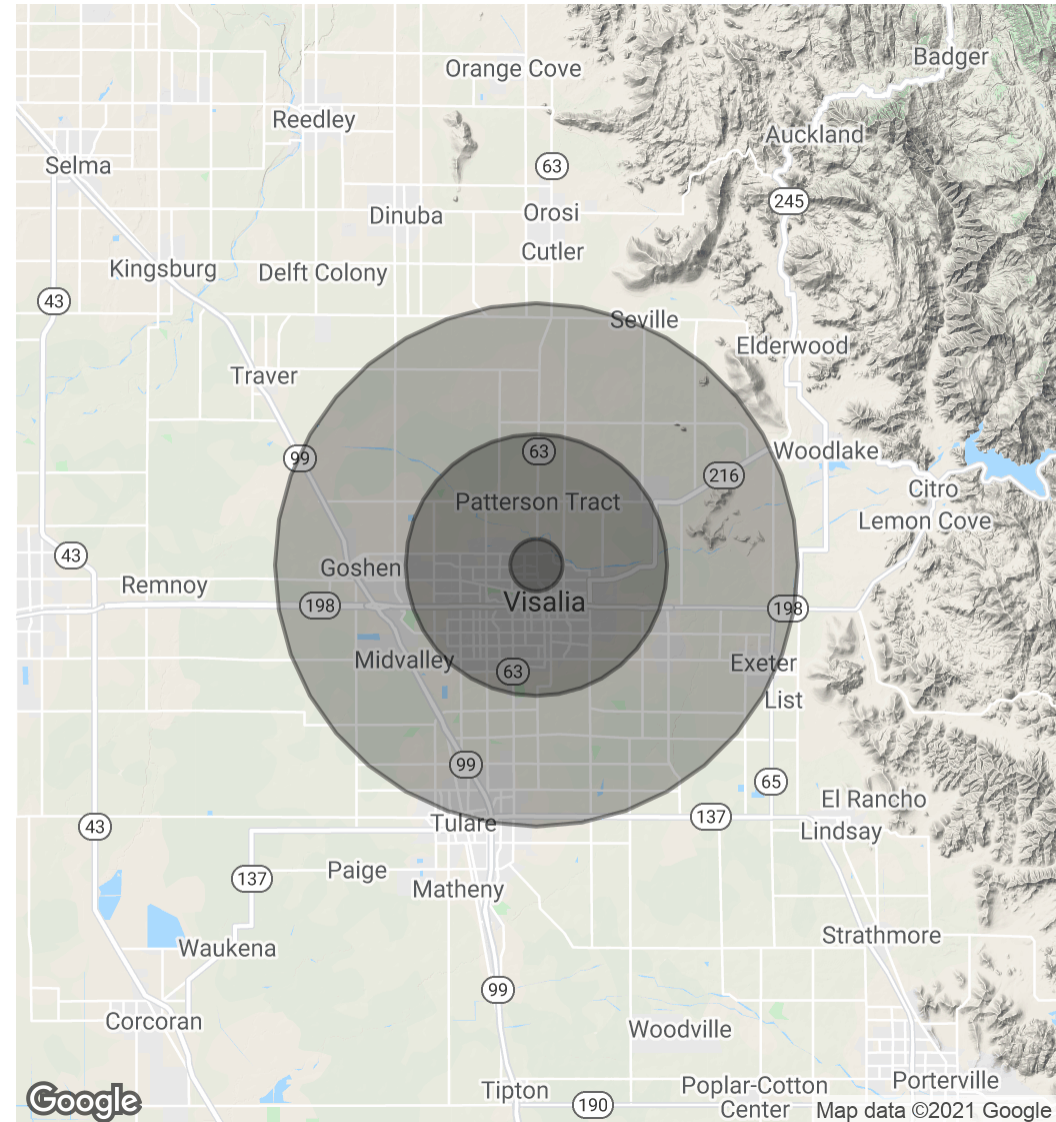 Badger
Orange Cove
Reedley
Auckland
Selma
63
245
Dinuba
Orosi
Cutler
Kingsburg
Delft Colony
43
Seville
Elderwood
Traver
63
Woodlake
99
216
Citro
Patterson Tract
Lemon Cove
43
Goshen
Remnoy
198
Visalia
198
Midvalley
63
Exeter
List
99
65
El Rancho
43
Tulare
137
Lindsay
Paige
137
Matheny
Strathmore
Waukena
99
Corcoran
Woodville
Tipton
190
Poplar-Cotton
Center
Porterville
Google
Map data ©2021 Google